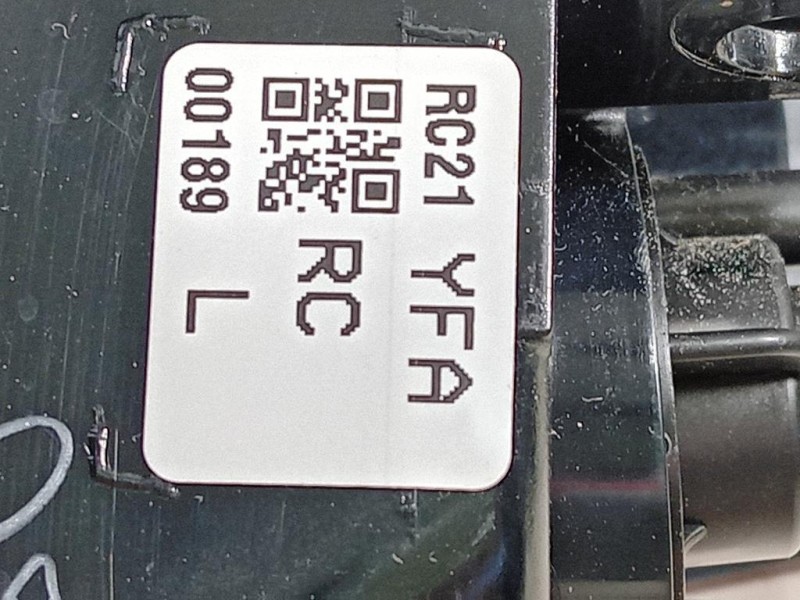 RC21 YFA
RC
00189 L